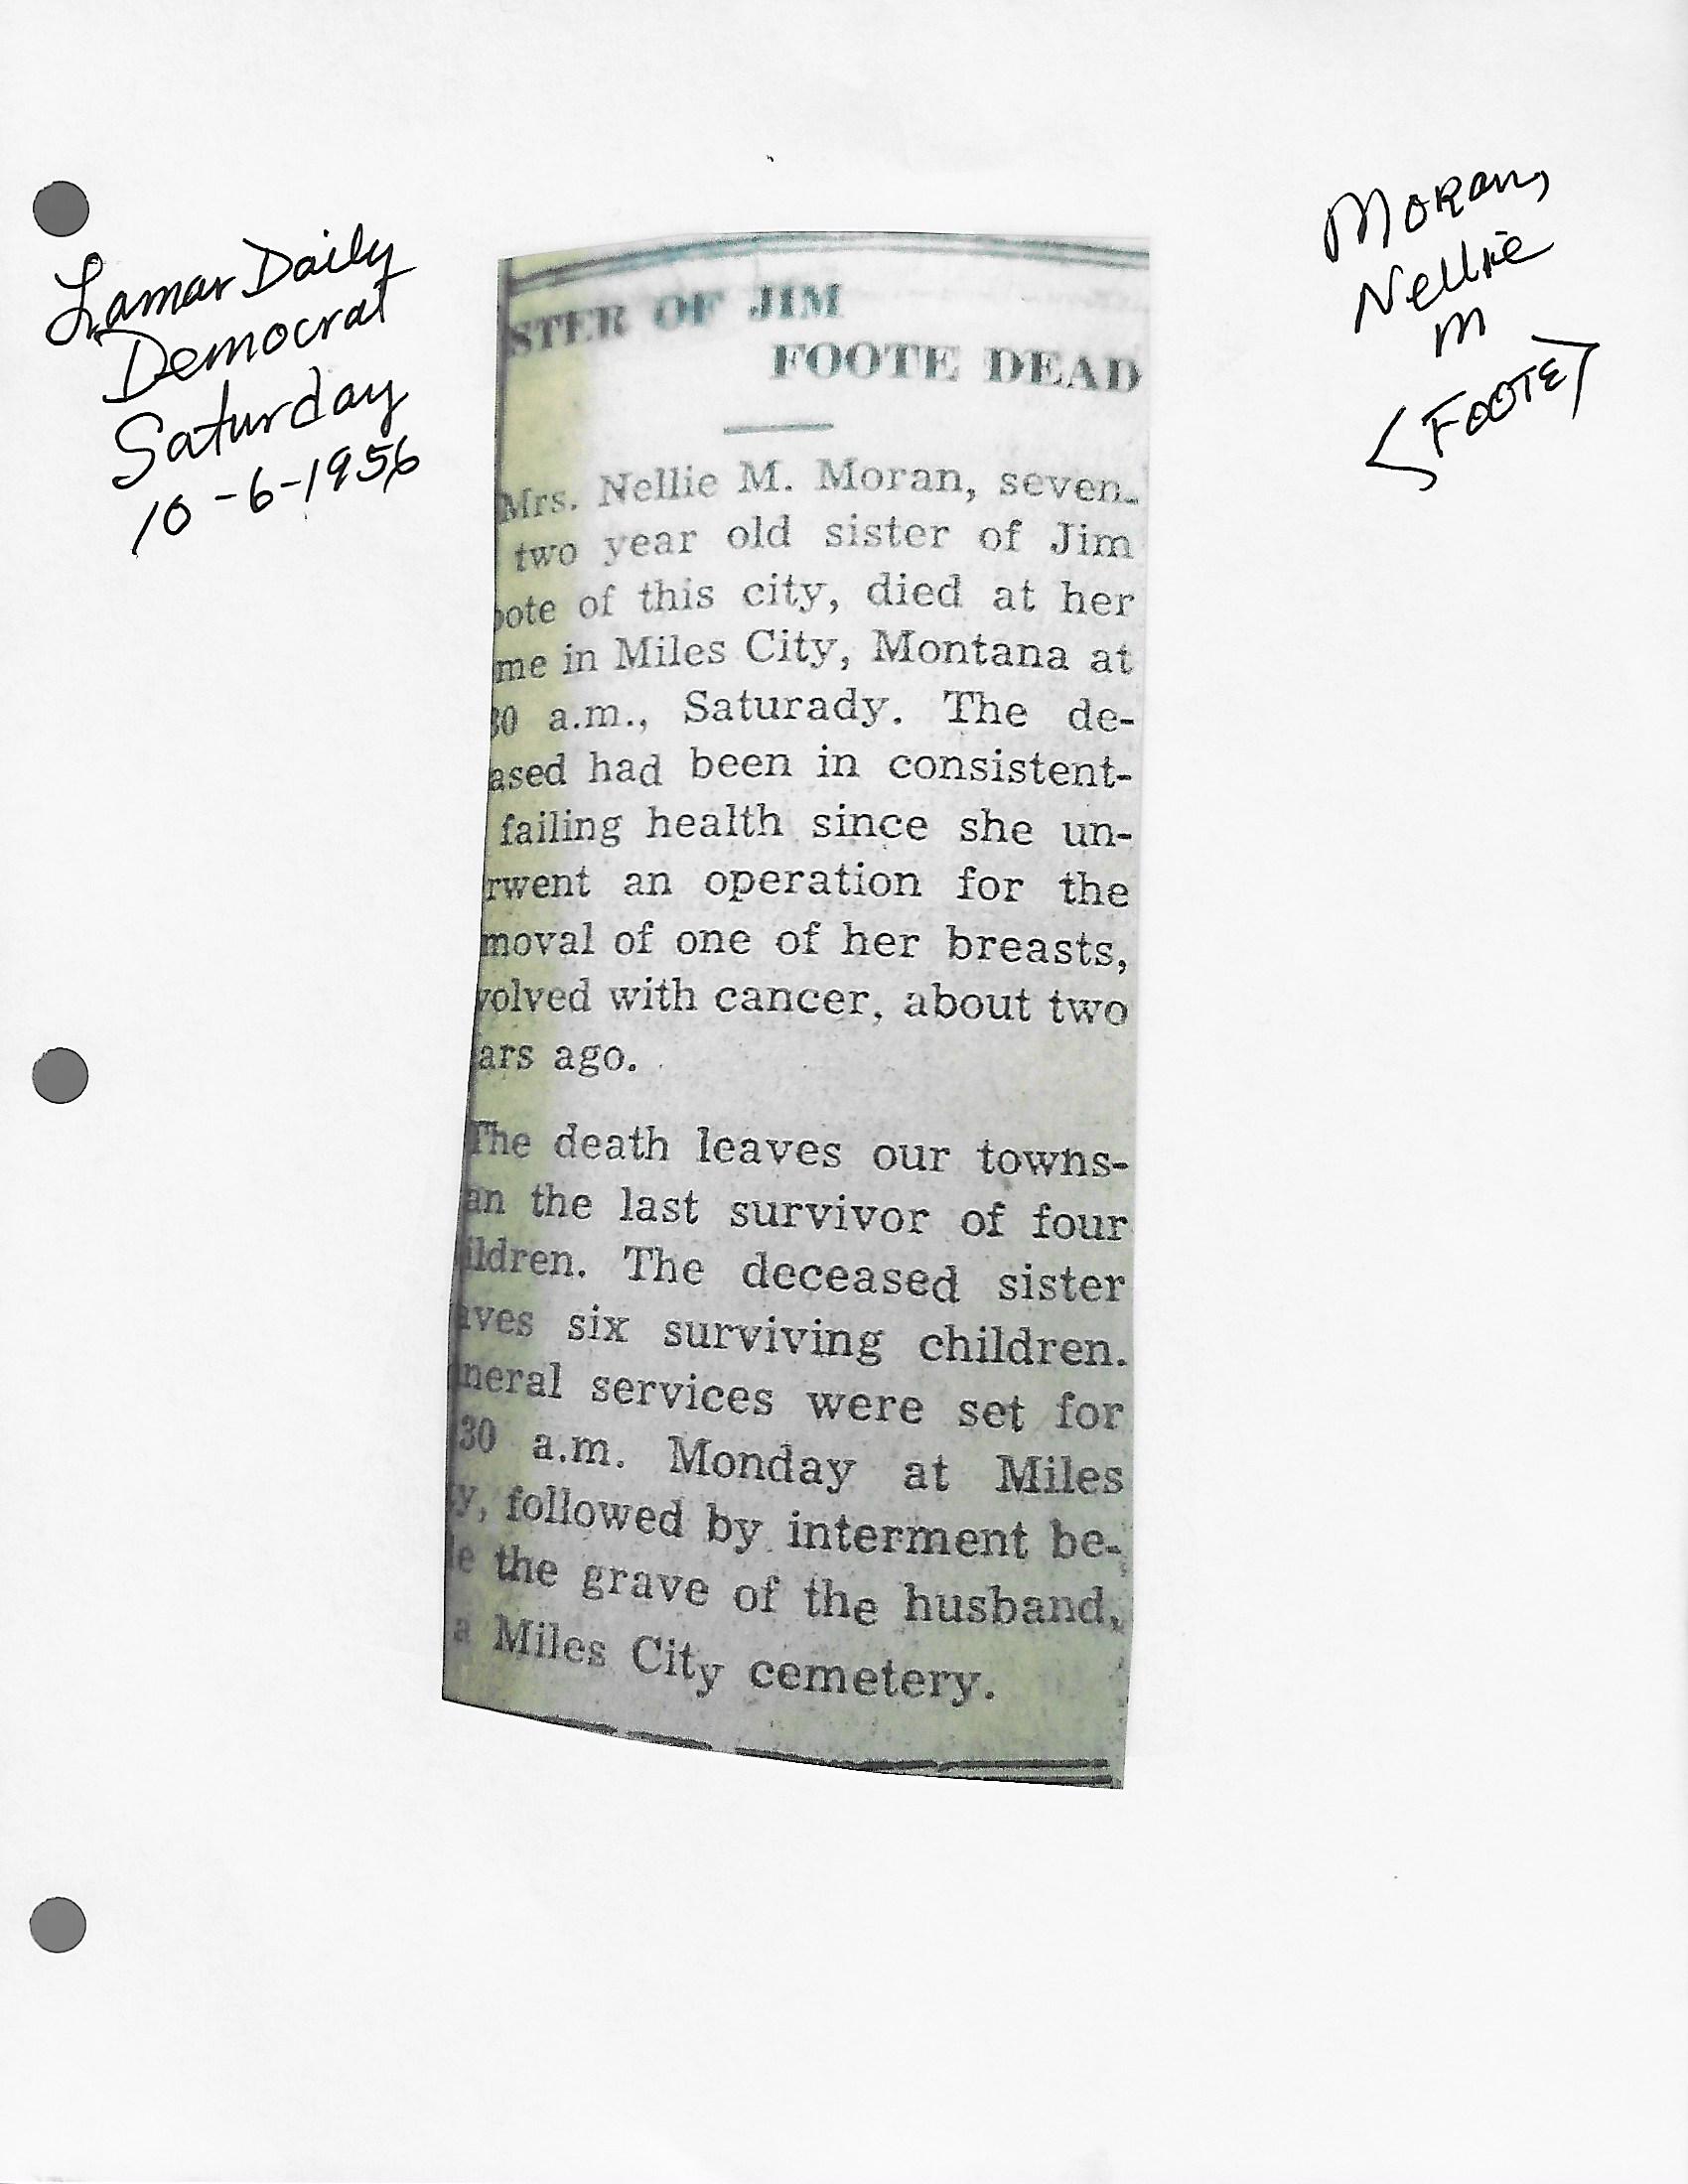 Lamar Daily
Democrat
Saturday
10-6-1956
Moran,
Nellie
M
<FOOTE>
STER OF JIM
FOOTE DEAD
Mrs. Nellie M. Moran, seven-
two year old sister of Jim
oote of this city, died at her
me in Miles City, Montana at
30 a.m., Saturady. The de-
ased had been in consistent-
failing health since she un-
rwent an operation for the
moval of one of her breasts,
volved with cancer, about two
ars ago.
The death leaves our towns-
an the last survivor of four
ildren. The deceased sister
aves six surviving children.
neral services were set for
30 a.m. Monday at Miles
y, followed by interment be-
le the grave of the husband,
a Miles City cemetery.